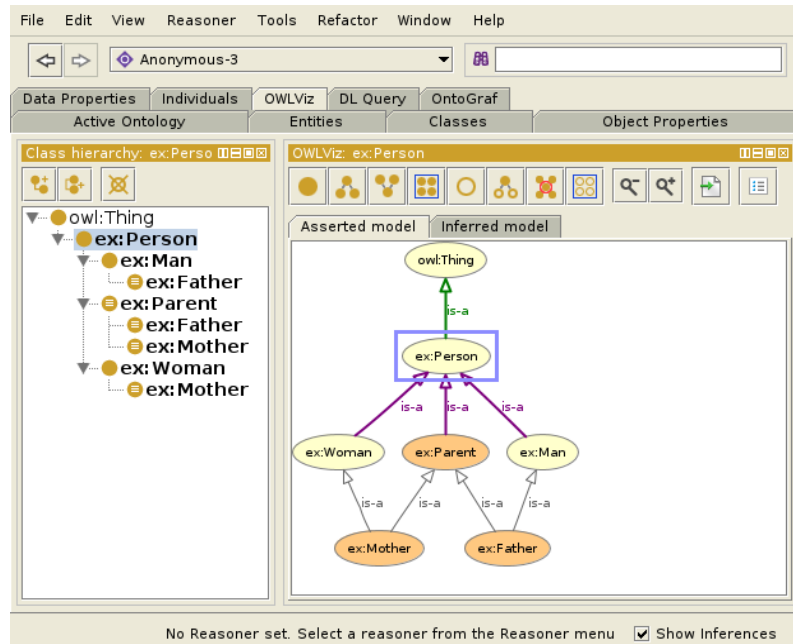 File Edit View Reasoner Tools Refactor Window Help
Anonymous-3
Data Properties Individuals OWLViz DL Query OntoGraf
Active Ontology Entities Classes Object Properties
Class hierarchy: ex:Perso
owl:Thing
ex:Person
ex:Man
ex:Father
ex:Parent
ex:Father
ex:Mother
ex:Woman
ex:Mother
OWLViz: ex:Person
Asserted model Inferred model
owl:Thing
is-a
ex:Person
is-a is-a is-a
ex:Woman ex:Parent ex:Man
is-a is-a is-a is-a
ex:Mother ex:Father
No Reasoner set. Select a reasoner from the Reasoner menu Show Inferences